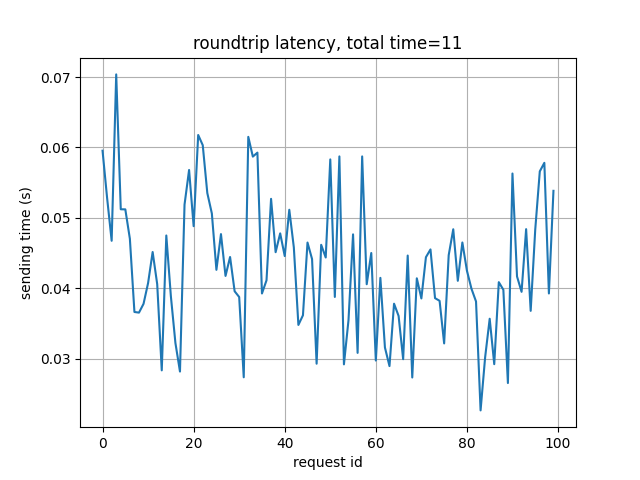 roundtrip latency, total time=11
0.07
0.06
0.05
0.04
0.03
sending time (s)
0 20 40 60 80 100
request id